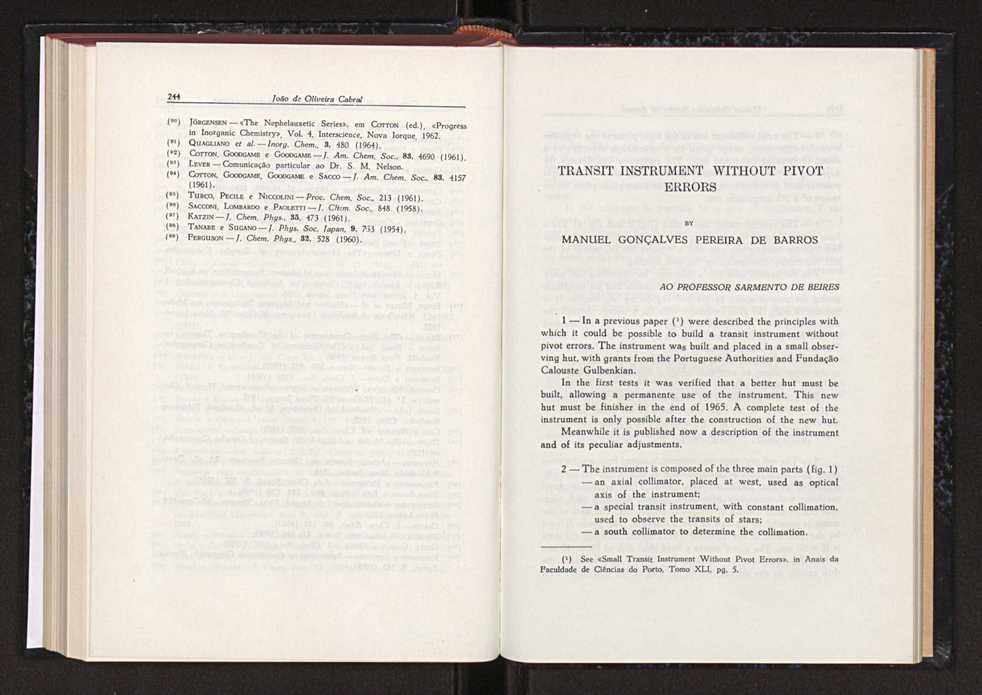 244 João de Oliveira Cabral
(⁹⁰) JÖRGENSEN — «The Nephelauxetic Series», em COTTON (ed.), «Progress
in Inorganic Chemistry», Vol. 4, Interscience, Nova Iorque, 1962.
(⁹¹) QUAGLIANO et al. — Inorg. Chem., 3, 480 (1964).
(⁹²) COTTON, GOODGAME e GOODGAME — J. Am. Chem. Soc., 83, 4690 (1961).
(⁹³) LEVER — Comunicação particular ao Dr. S. M. Nelson.
(⁹⁴) COTTON, GOODGAME, GOODGAME e SACCO — J. Am. Chem. Soc., 83, 4157
(1961).
(⁹⁵) TURCO, PECILE e NICCOLINI — Proc. Chem. Soc., 213 (1961).
(⁹⁶) SACCONI, LOMBARDO e PAOLETTI — J. Chem. Soc., 848 (1958).
(⁹⁷) KATZIN — J. Chem. Phys., 35, 473 (1961).
(⁹⁸) TANABE e SUGANO — J. Phys. Soc. Japan, 9, 753 (1954).
(⁹⁹) FERGUSON — J. Chem. Phys., 32, 528 (1960).
TRANSIT INSTRUMENT WITHOUT PIVOT
ERRORS
BY
MANUEL GONÇALVES PEREIRA DE BARROS
AO PROFESSOR SARMENTO DE BEIRES
1 — In a previous paper (¹) were described the principles with
which it could be possible to build a transit instrument without
pivot errors. The instrument was built and placed in a small obser-
ving hut, with grants from the Portuguese Authorities and Fundação
Calouste Gulbenkian.
In the first tests it was verified that a better hut must be
built, allowing a permanente use of the instrument. This new
hut must be finisher in the end of 1965. A complete test of the
instrument is only possible after the construction of the new hut.
Meanwhile it is published now a description of the instrument
and of its peculiar adjustments.
2 — The instrument is composed of the three main parts (fig. 1)
— an axial collimator, placed at west, used as optical
axis of the instrument;
— a special transit instrument, with constant collimation,
used to observe the transits of stars;
— a south collimator to determine the collimation.
(¹) See «Small Transit Instrument Without Pivot Errors», in Anais da
Faculdade de Ciências do Porto, Tomo XLI, pg. 5.